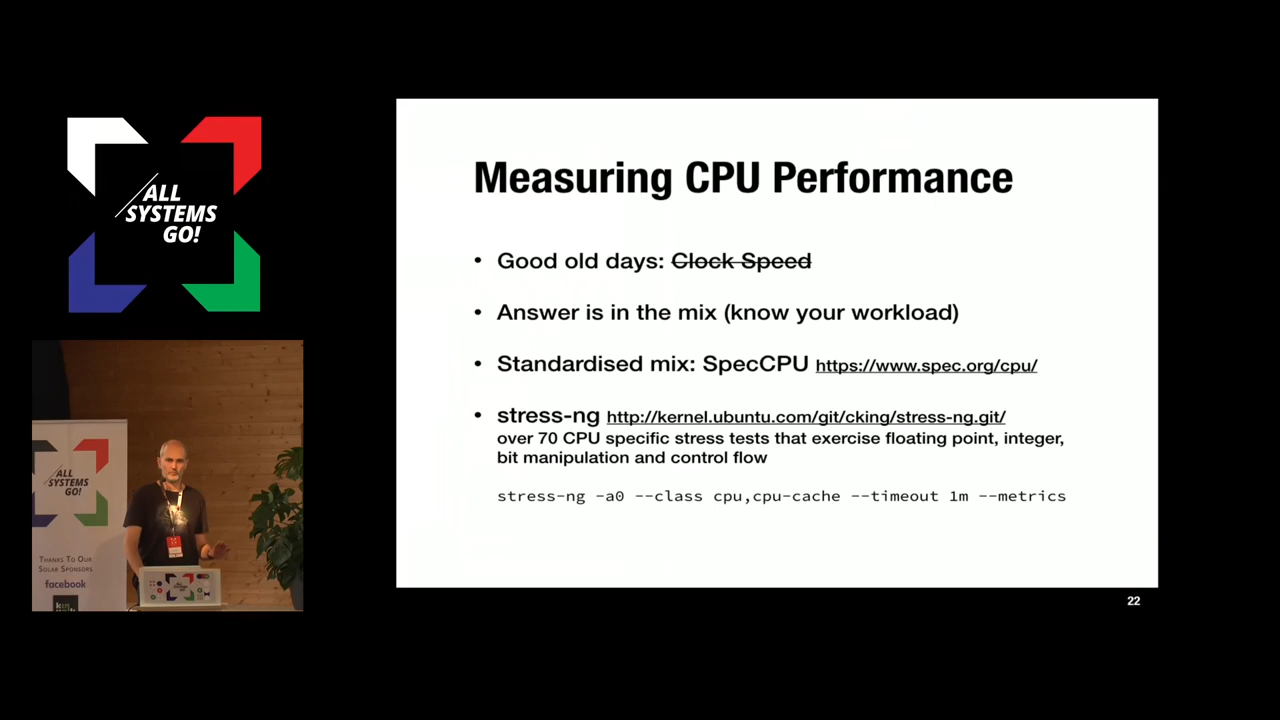 ALL
SYSTEMS
GO!
Measuring CPU Performance
• Good old days: Clock Speed
• Answer is in the mix (know your workload)
• Standardised mix: SpecCPU https://www.spec.org/cpu/
• stress-ng http://kernel.ubuntu.com/git/cking/stress-ng.git/
over 70 CPU specific stress tests that exercise floating point, integer,
bit manipulation and control flow
stress-ng -a0 --class cpu,cpu-cache --timeout 1m --metrics
22
ALL
SYSTEMS
GO!
THANKS TO OUR
SOLAR SPONSORS
facebook